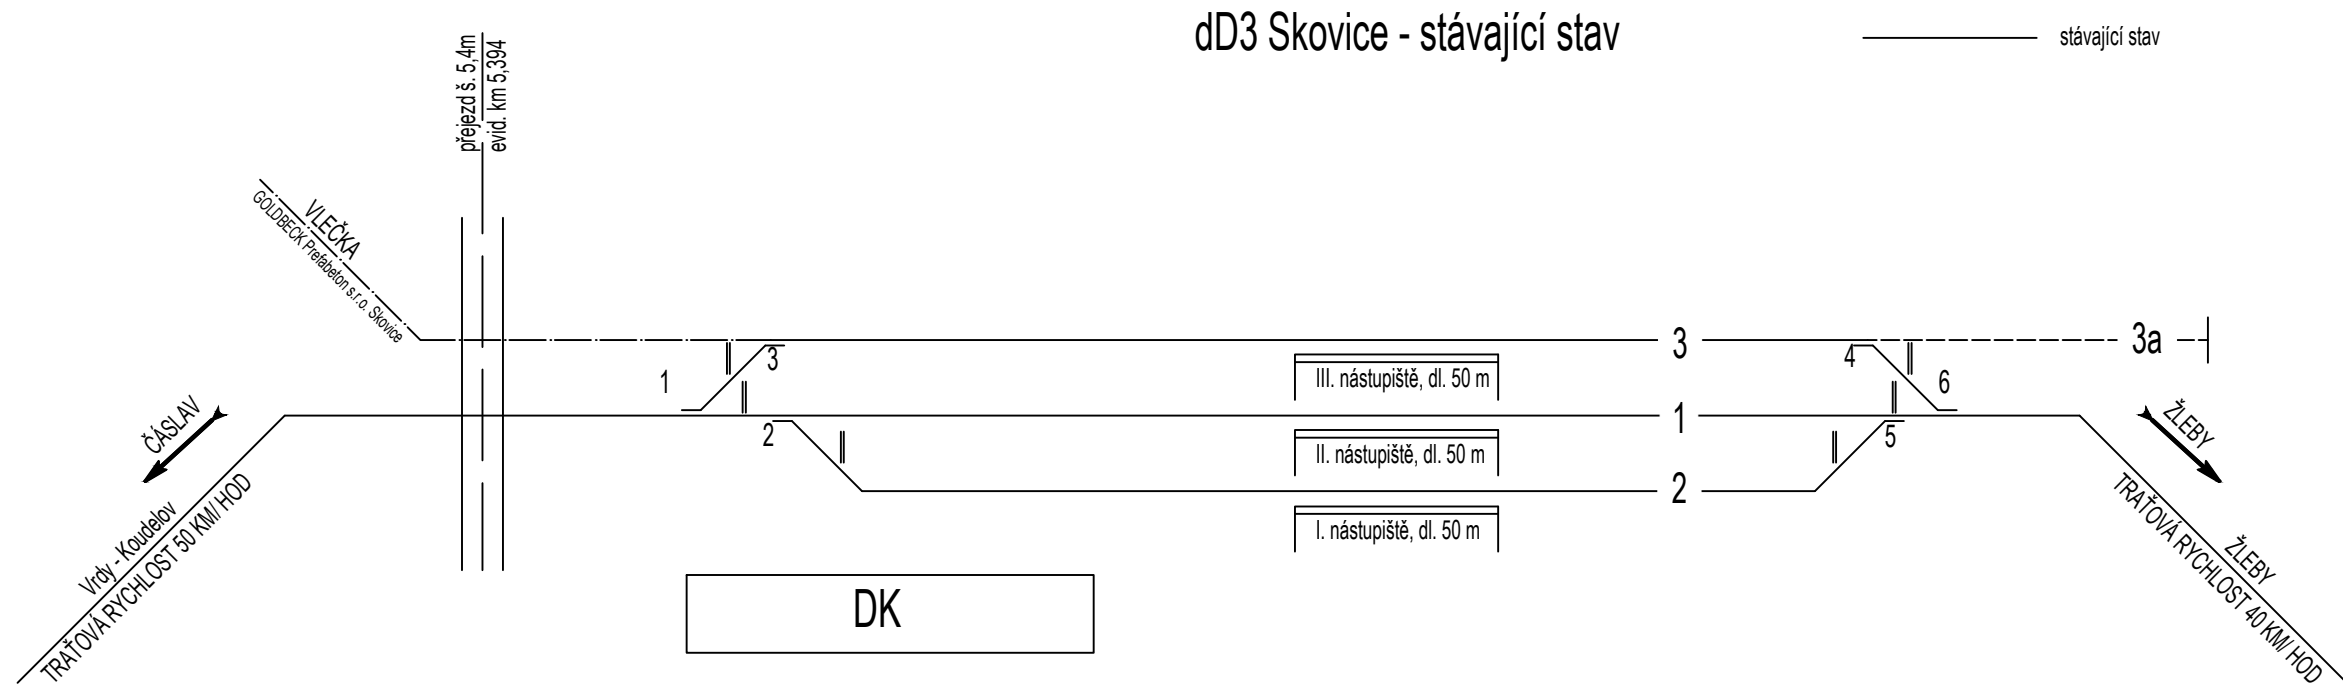 dD3 Skovice - stávající stav
stávající stav
přejezd š. 5,4m
evid. km 5,394
VLEČKA
GOLDBECK Prefabeton s.r.o. Skovice
3
3a
1
3
4
6
III. nástupiště, dl. 50 m
ČÁSLAV
1
ŽLEBY
2
5
II. nástupiště, dl. 50 m
2
I. nástupiště, dl. 50 m
Vrdy - Koudelov
TRAŤOVÁ RYCHLOST 50 KM/ HOD
ŽLEBY
TRAŤOVÁ RYCHLOST 40 KM/ HOD
DK